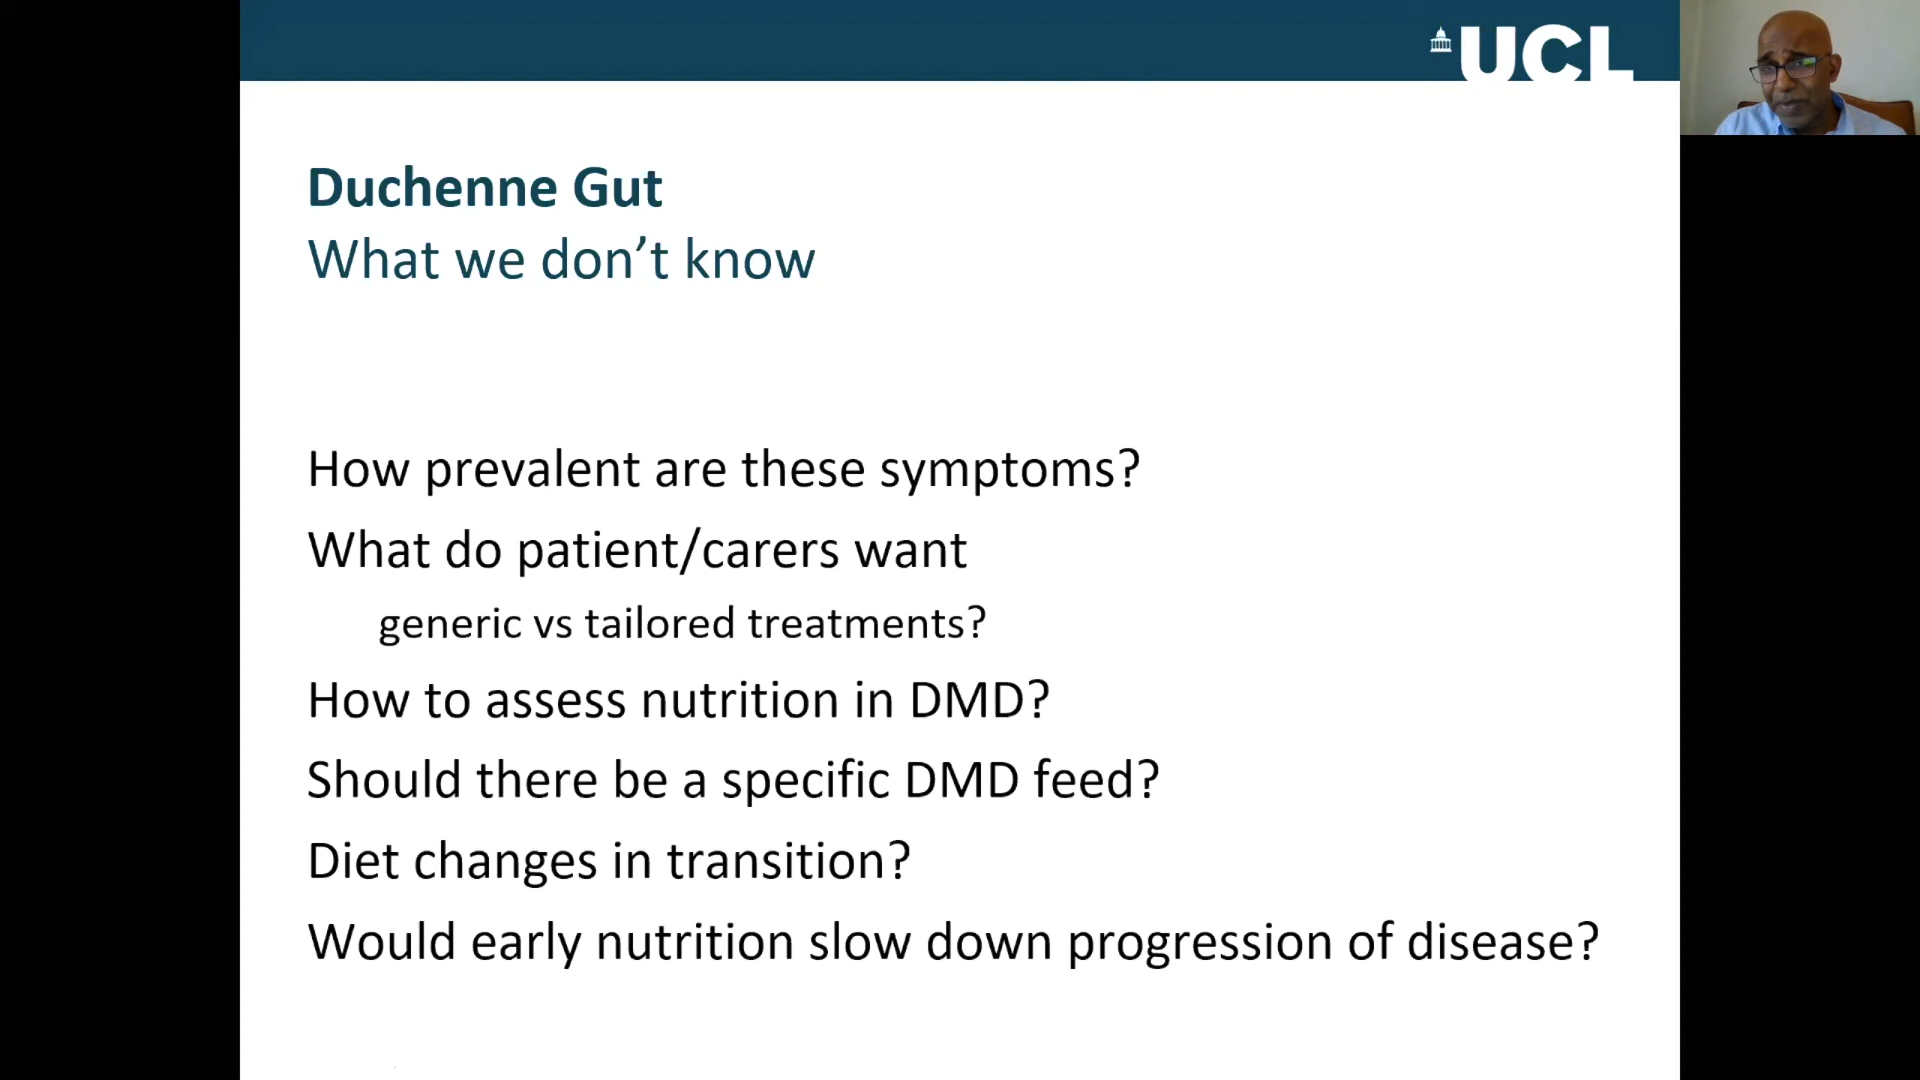 UCL
Duchenne Gut
What we don’t know
How prevalent are these symptoms?
What do patient/carers want
generic vs tailored treatments?
How to assess nutrition in DMD?
Should there be a specific DMD feed?
Diet changes in transition?
Would early nutrition slow down progression of disease?